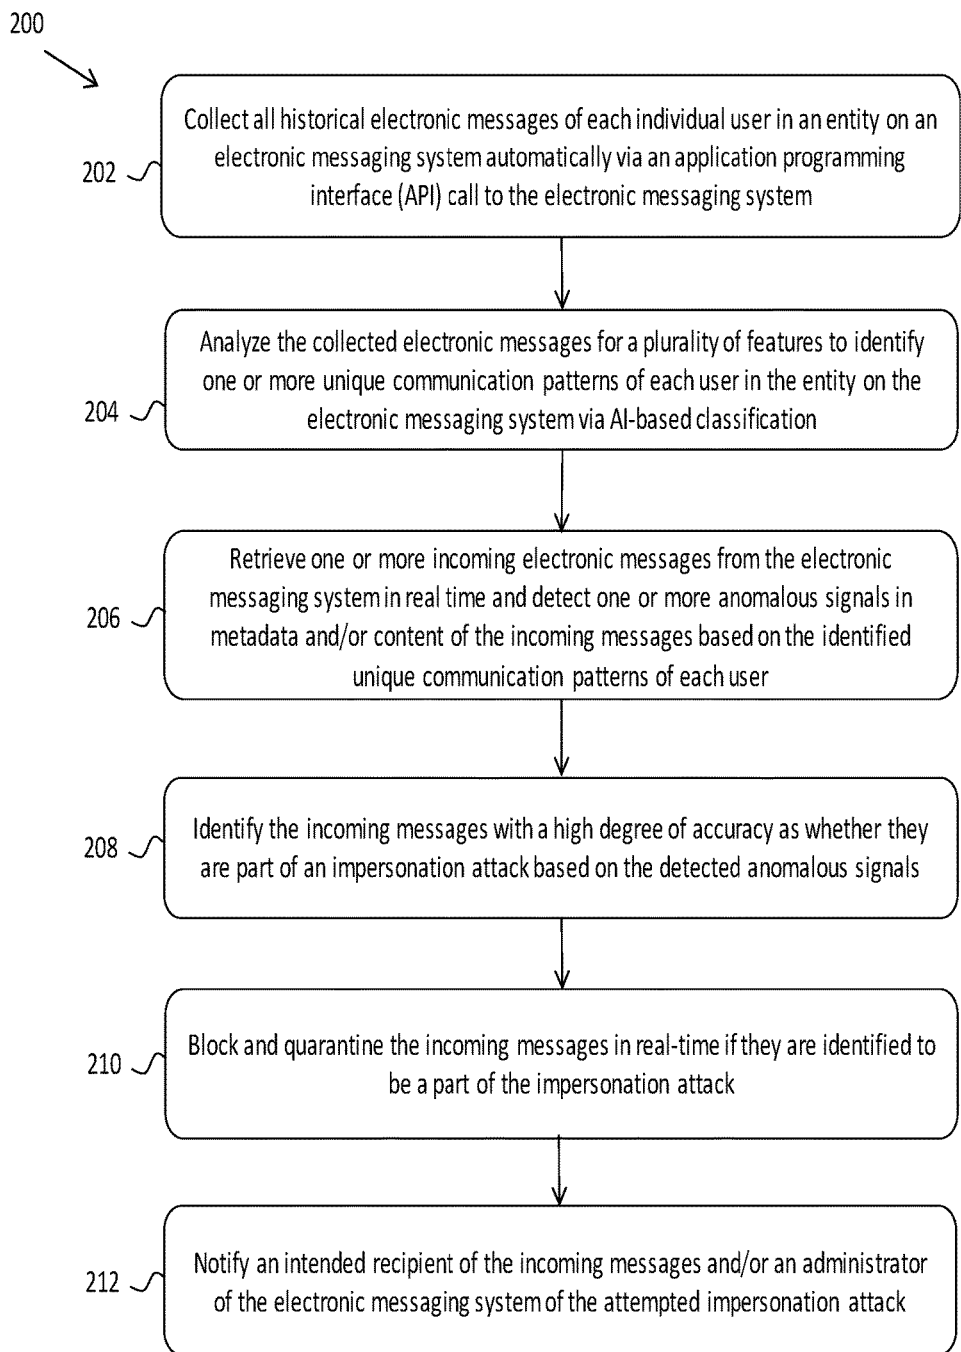 200
Collect all historical electronic messages of each individual user in an entity on an
electronic messaging system automatically via an application programming
interface (API) call to the electronic messaging system
202
Analyze the collected electronic messages for a plurality of features to identify
one or more unique communication patterns of each user in the entity on the
electronic messaging system via AI-based classification
204
Retrieve one or more incoming electronic messages from the electronic
messaging system in real time and detect one or more anomalous signals in
metadata and/or content of the incoming messages based on the identified
unique communication patterns of each user
206
Identify the incoming messages with a high degree of accuracy as whether they
are part of an impersonation attack based on the detected anomalous signals
208
Block and quarantine the incoming messages in real-time if they are identified to
be a part of the impersonation attack
210
Notify an intended recipient of the incoming messages and/or an administrator
of the electronic messaging system of the attempted impersonation attack
212